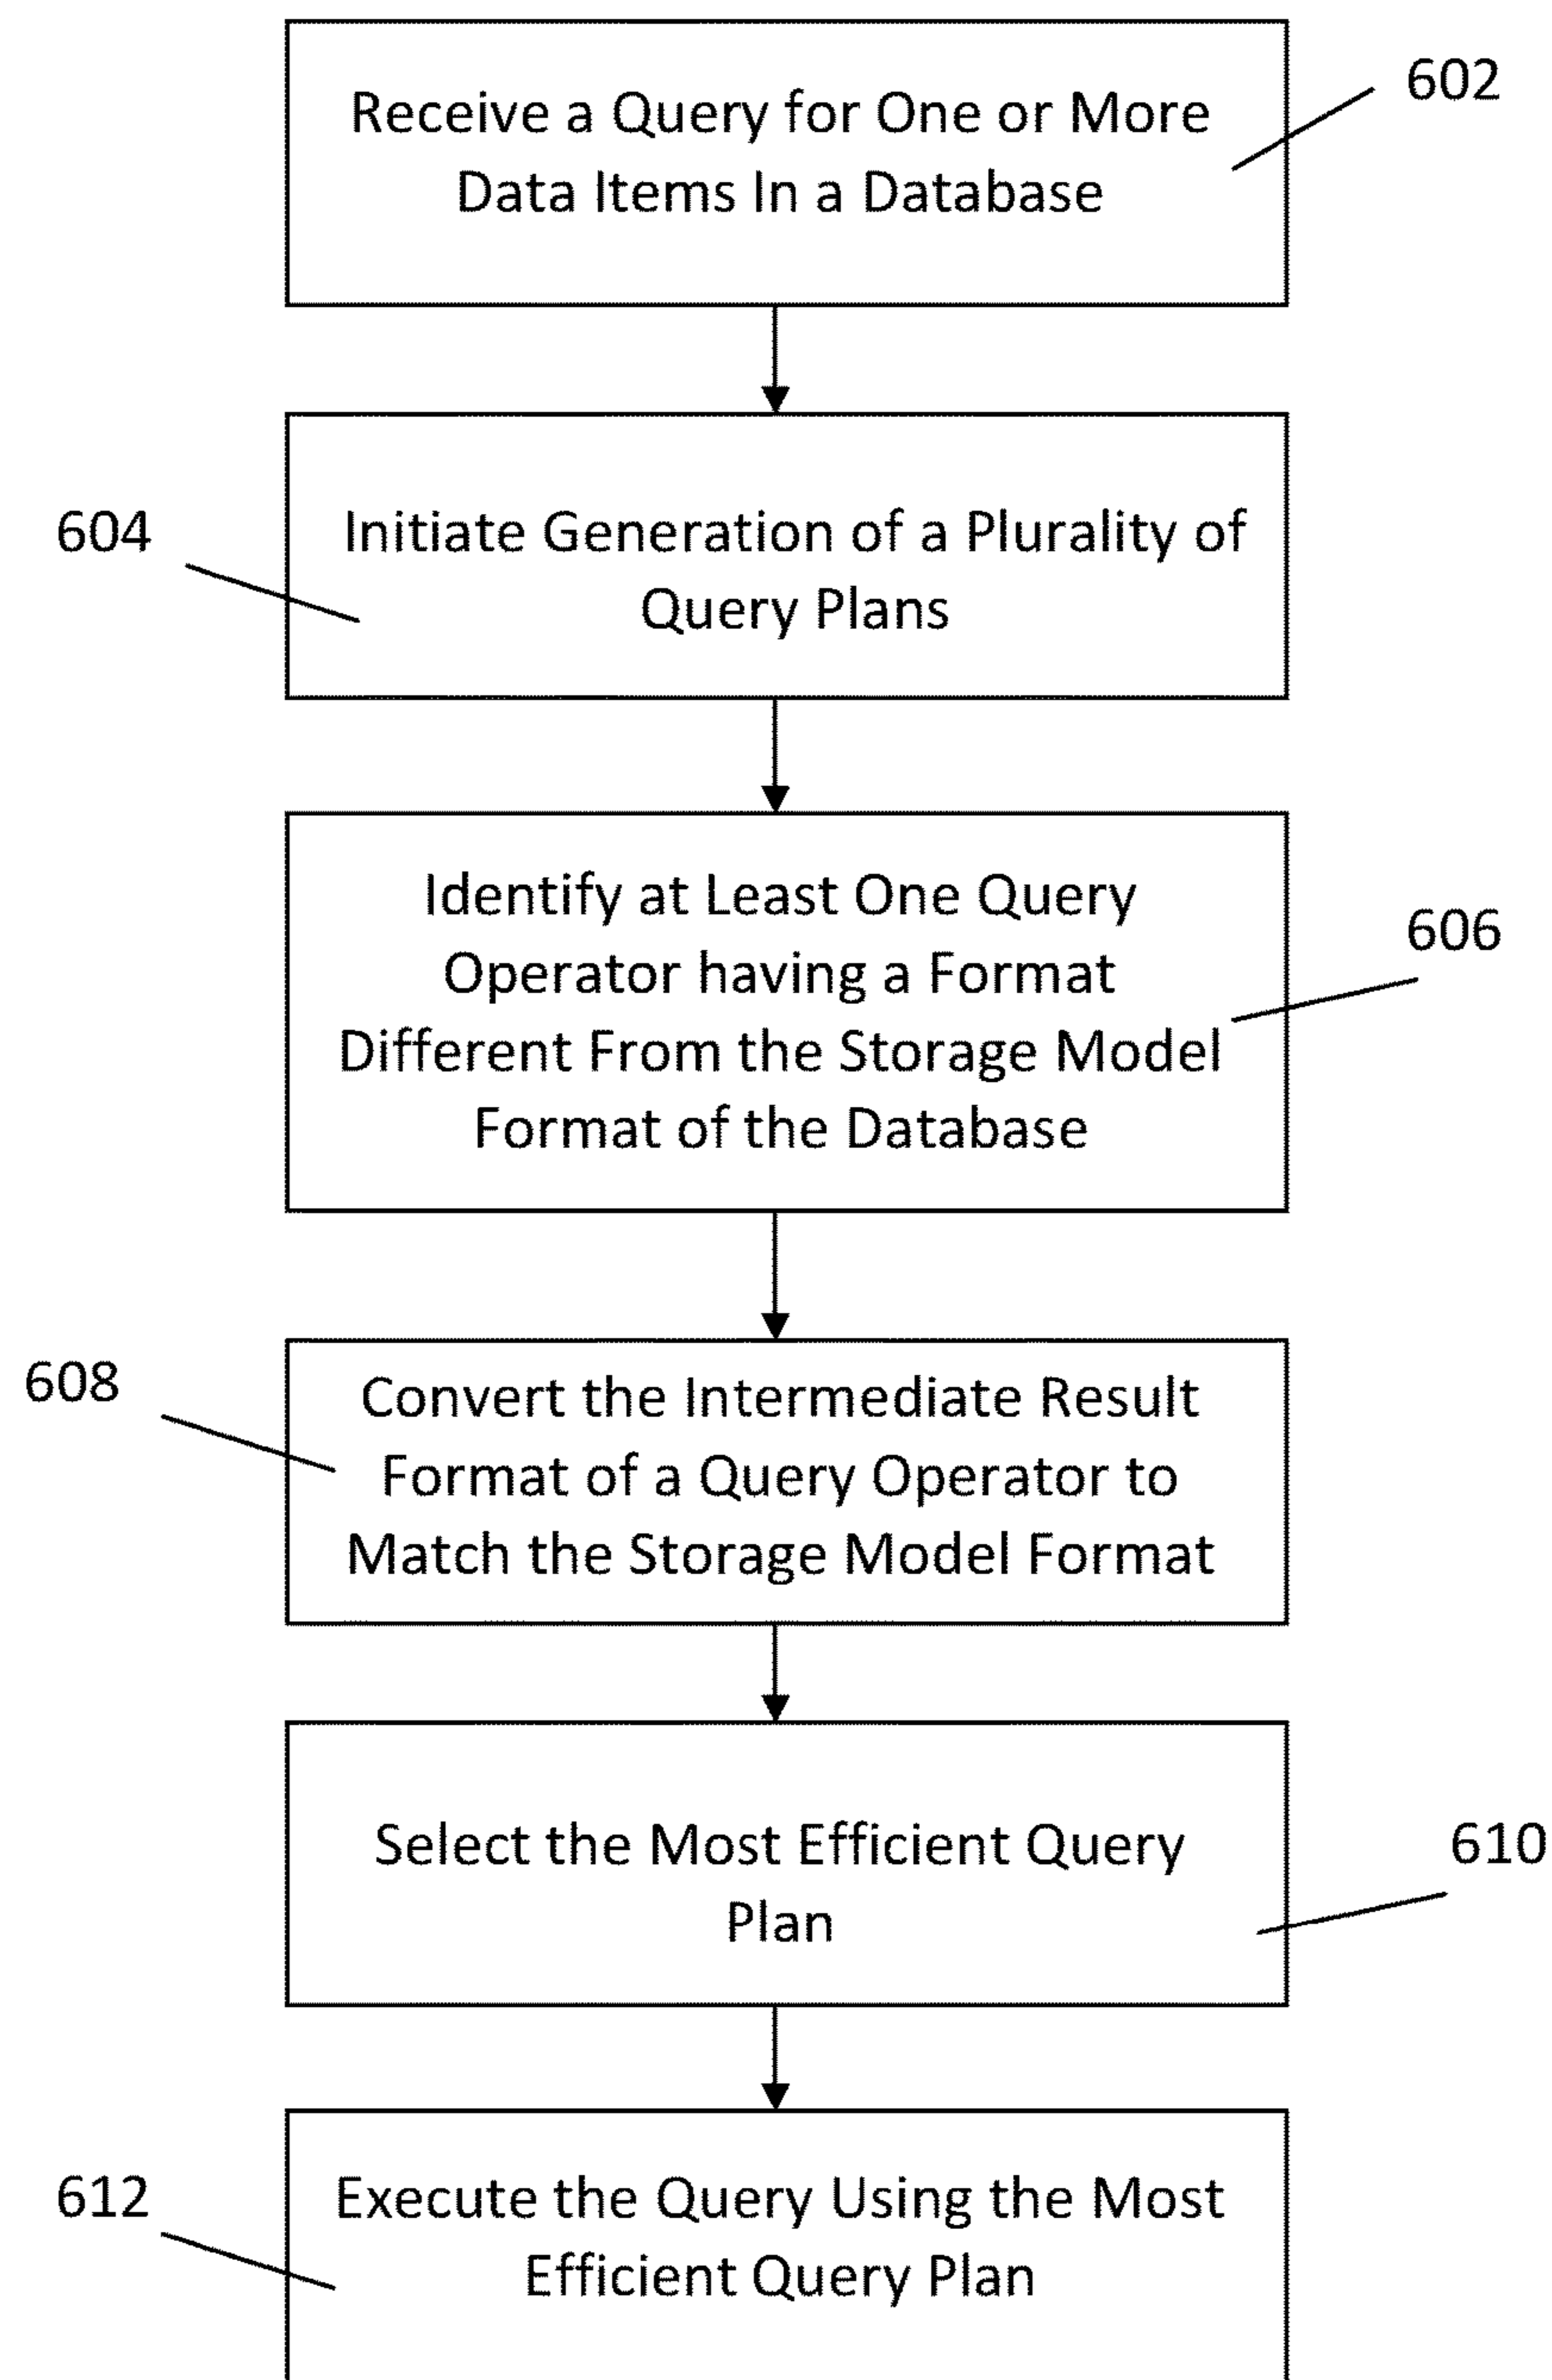 Receive a Query for One or More
Data Items In a Database
602
604
Initiate Generation of a Plurality of
Query Plans
Identify at Least One Query
Operator having a Format
Different From the Storage Model
Format of the Database
606
608
Convert the Intermediate Result
Format of a Query Operator to
Match the Storage Model Format
Select the Most Efficient Query
Plan
610
612
Execute the Query Using the Most
Efficient Query Plan